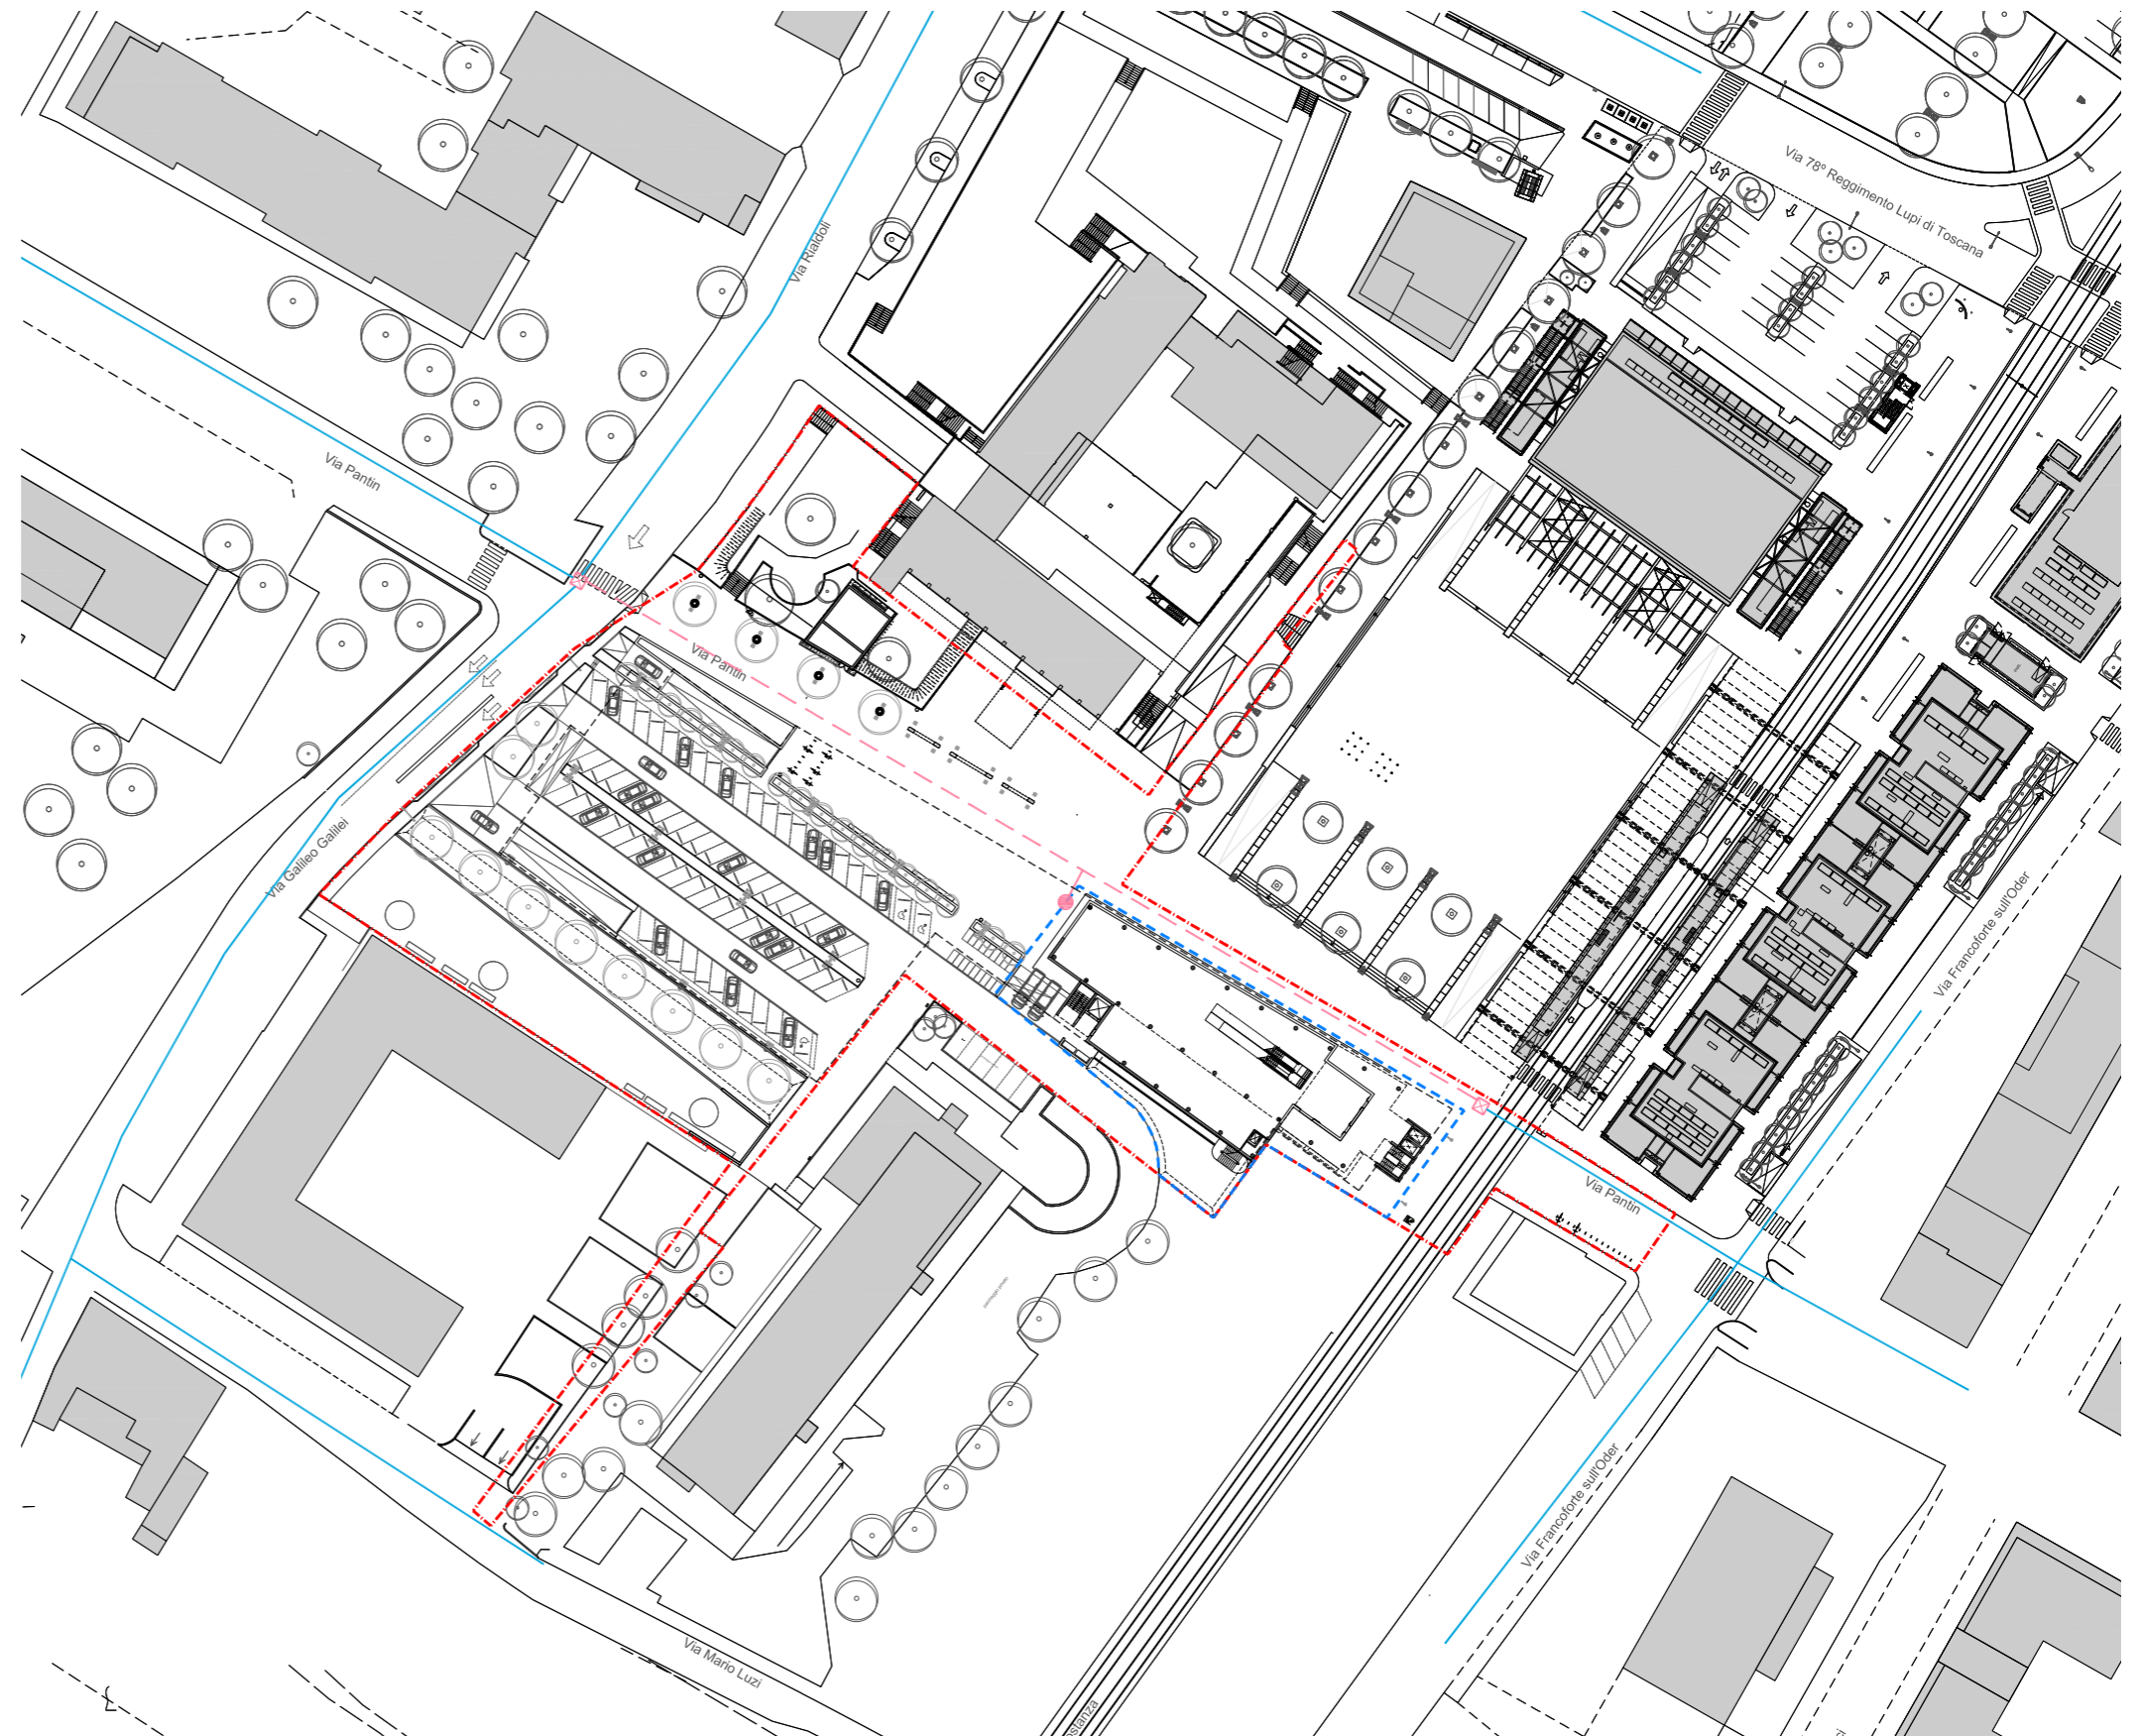 Via 78° Reggimento Lupi di Toscana
Via Rialdoli
Via Pantin
Via Pantin
Via Galileo Galilei
Via Francoforte sull'Oder
Via Pantin
Via Francoforte sull'Oder
Via Mario Luzi
stanza